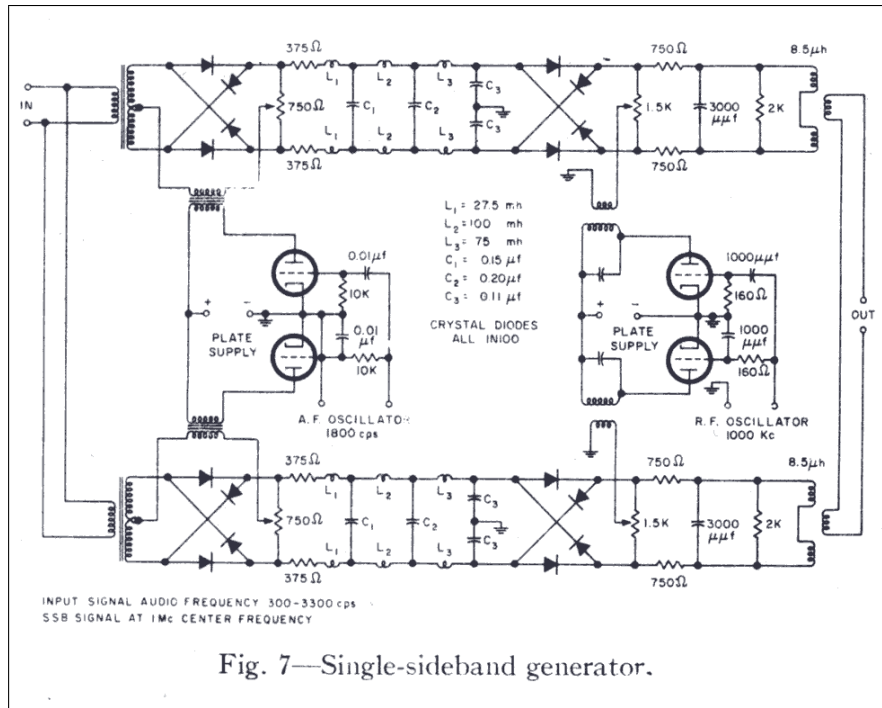 375Ω
750Ω
8.5μh
L₁
L₂
L₃
C₃
IN
750Ω
C₁
C₂
1.5K
3000
μμf
2K
C₃
L₁
L₂
L₃
375Ω
750Ω
L₁ = 27.5 mh
L₂ = 100 mh
L₃ = 75 mh
C₁ = 0.15 μf
C₂ = 0.20 μf
C₃ = 0.11 μf
CRYSTAL DIODES
ALL IN100
0.01μf
10K
+
-
PLATE
SUPPLY
0.01
μf
10K
A.F. OSCILLATOR
1800 cps
1000μμf
160Ω
+
-
PLATE
SUPPLY
1000
μμf
160Ω
R.F. OSCILLATOR
1000 Kc
OUT
375Ω
750Ω
8.5μh
L₁
L₂
L₃
C₃
750Ω
C₁
C₂
1.5K
3000
μμf
2K
C₃
L₁
L₂
L₃
375Ω
750Ω
INPUT SIGNAL AUDIO FREQUENCY 300-3300 cps
SSB SIGNAL AT 1Mc CENTER FREQUENCY
Fig. 7—Single-sideband generator.